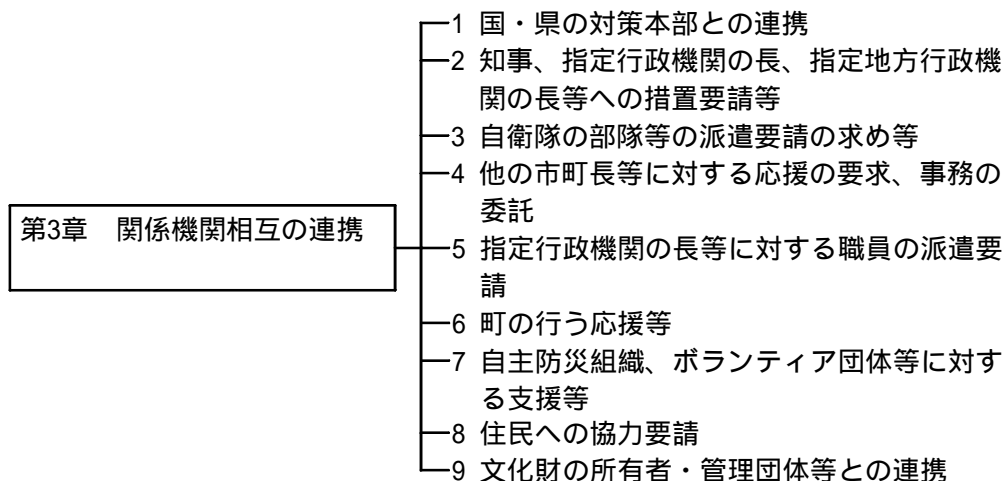 第3章　関係機関相互の連携
1 国・県の対策本部との連携
2 知事、指定行政機関の長、指定地方行政機
関の長等への措置要請等
3 自衛隊の部隊等の派遣要請の求め等
4 他の市町長等に対する応援の要求、事務の
委託
5 指定行政機関の長等に対する職員の派遣要
請
6 町の行う応援等
7 自主防災組織、ボランティア団体等に対す
る支援等
8 住民への協力要請
9 文化財の所有者・管理団体等との連携